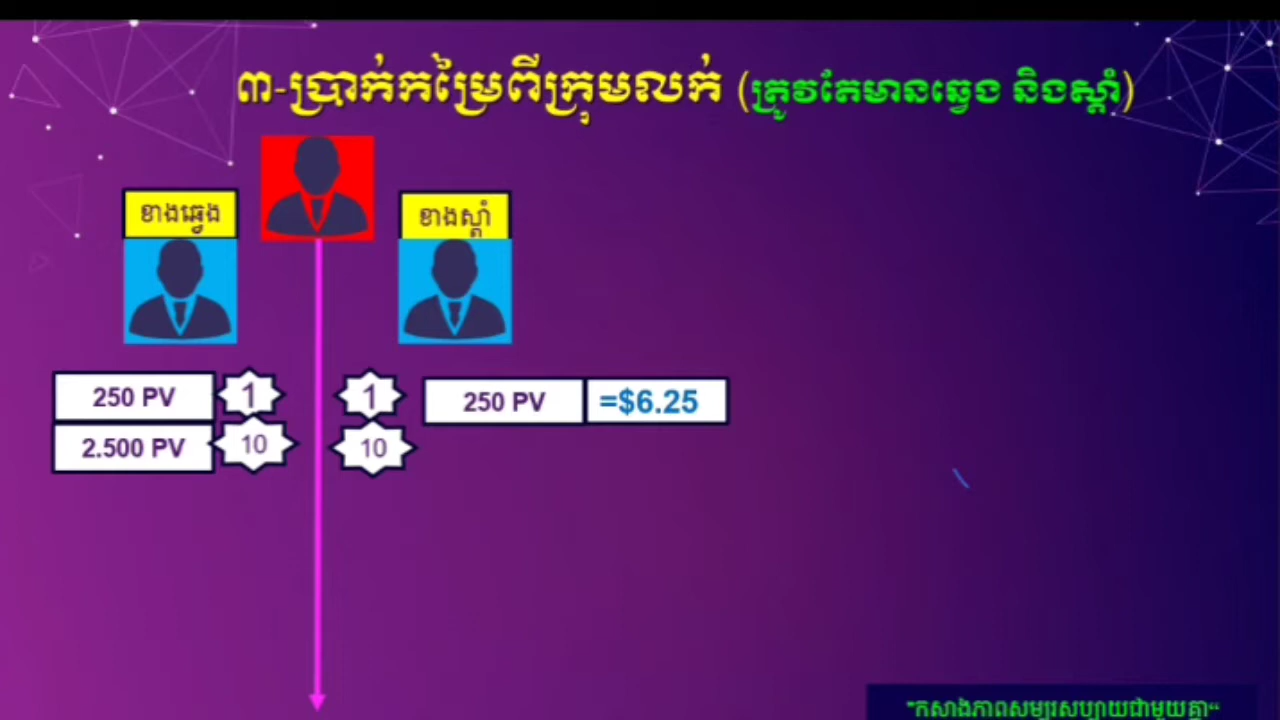 ៣-ប្រាក់កម្រៃពីក្រុមលក់ (ត្រូវតែមានឆ្វេង និងស្ដាំ)
ខាងឆ្វេង
ខាងស្ដាំ
250 PV 1 1 250 PV =$6.25
2.500 PV 10 10
"កសាងភាពសម្បូរសប្បាយជាមួយគ្នា"